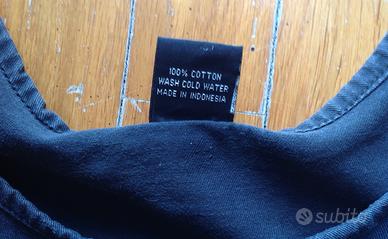 100% COTTON
WASH COLD WATER
MADE IN INDONESIA
subito